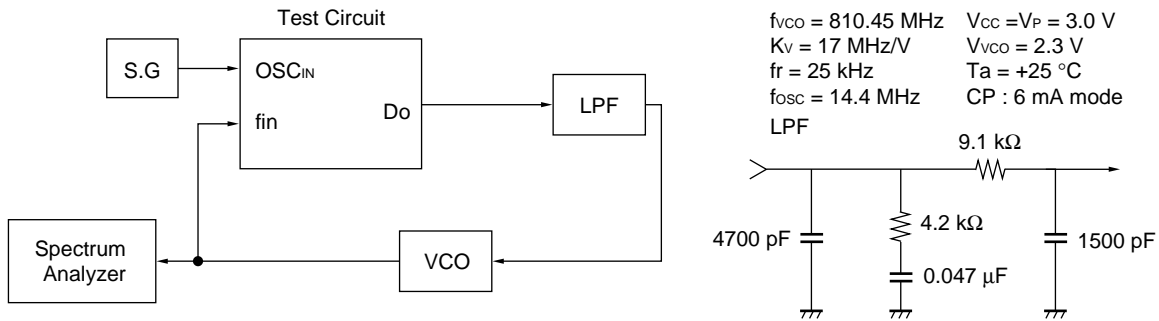 Test Circuit
S.G
OSCIN
fin
Do
LPF
VCO
Spectrum
Analyzer
fVCO = 810.45 MHz
KV = 17 MHz/V
fr = 25 kHz
fOSC = 14.4 MHz
LPF
VCC =VP = 3.0 V
VVCO = 2.3 V
Ta = +25 °C
CP : 6 mA mode
9.1 kΩ
4.2 kΩ
4700 pF
1500 pF
0.047 μF